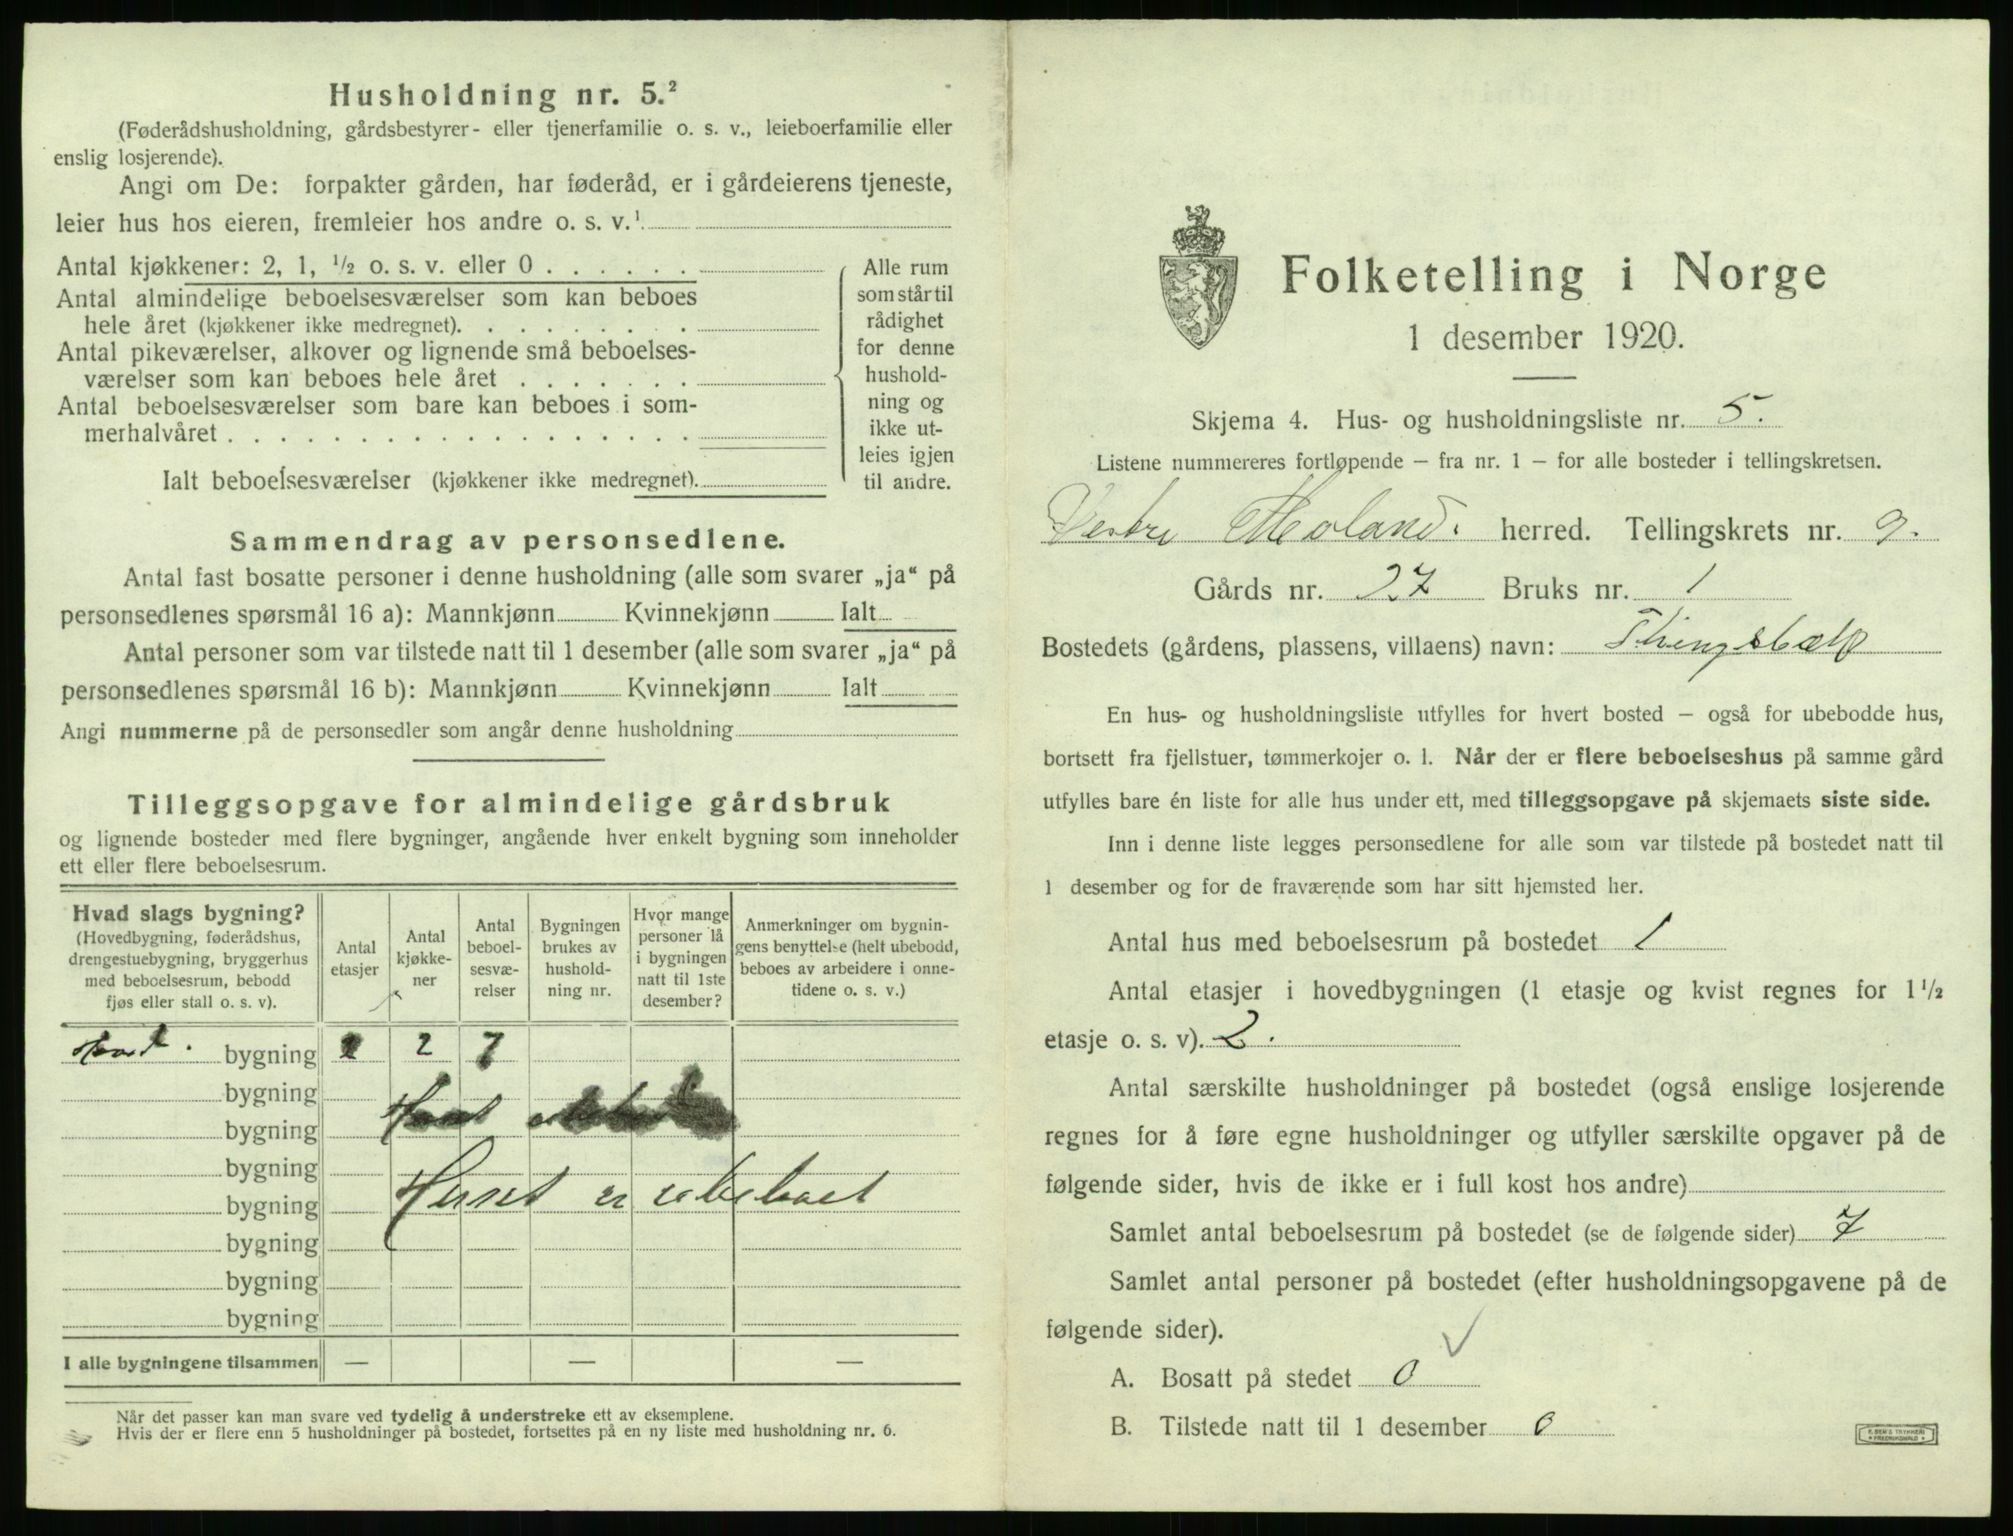 Husholdning nr. 5.²
(Føderådshusholdning, gårdsbestyrer- eller tjenerfamilie o. s. v., leieboerfamilie eller
enslig losjerende).
Angi om De: forpakter gården, har føderåd, er i gårdeierens tjeneste,
leier hus hos eieren, fremleier hos andre o. s. v.¹
Antal kjøkkener: 2, 1, ½ o. s. v. eller 0
Antal almindelige beboelsesværelser som kan beboes
hele året (kjøkkener ikke medregnet).
Antal pikeværelser, alkover og lignende små beboelses-
værelser som kan beboes hele året
Antal beboelsesværelser som bare kan beboes i som-
merhalvåret
Ialt beboelsesværelser (kjøkkener ikke medregnet).
Alle rum
som står til
rådighet
for denne
hushold-
ning og
ikke ut-
leies igjen
til andre.
Sammendrag av personsedlene.
Antal fast bosatte personer i denne husholdning (alle som svarer „ja“ på
personsedlenes spørsmål 16 a): Mannkjønn Kvinnekjønn Ialt
Antal personer som var tilstede natt til 1 desember (alle som svarer „ja“ på
personsedlenes spørsmål 16 b): Mannkjønn Kvinnekjønn Ialt
Angi nummerne på de personsedler som angår denne husholdning
Tilleggsopgave for almindelige gårdsbruk
og lignende bosteder med flere bygninger, angående hver enkelt bygning som inneholder
ett eller flere beboelsesrum.
Hvad slags bygning?
(Hovedbygning, føderådshus,
drengestuebygning, bryggerhus
med beboelsesrum, bebodd
fjøs eller stall o. s. v).
Antal
etasjer
Antal
kjøkke-
ner
Antal
beboel-
sesvæ-
relser
Bygningen
brukes av
hushold-
ning nr.
Hvor mange
personer lå
i bygningen
natt til 1ste
desember?
Anmerkninger om bygnin-
gens benyttelse (helt ubebodd,
beboes av arbeidere i onne-
tidene o. s. v.)
bygning 2 2 7
bygning
bygning
bygning
bygning Huset er ubeboet
bygning
bygning
bygning
I alle bygningene tilsammen — — —
Når det passer kan man svare ved tydelig å understreke ett av eksemplene.
Hvis der er flere enn 5 husholdninger på bostedet, fortsettes på en ny liste med husholdning nr. 6.
Folketelling i Norge
1 desember 1920.
Skjema 4. Hus- og husholdningsliste nr. 5.
Listene nummereres fortløpende — fra nr. 1 — for alle bosteder i tellingskretsen.
Vestre Moland. herred. Tellingskrets nr. 9.
Gårds nr. 27 Bruks nr. 1
Bostedets (gårdens, plassens, villaens) navn:
En hus- og husholdningsliste utfylles for hvert bosted — også for ubebodde hus,
bortsett fra fjellstuer, tømmerkojer o. l. Når der er flere beboelseshus på samme gård
utfylles bare én liste for alle hus under ett, med tilleggsopgave på skjemaets siste side.
Inn i denne liste legges personsedlene for alle som var tilstede på bostedet natt til
1 desember og for de fraværende som har sitt hjemsted her.
Antal hus med beboelsesrum på bostedet 1
Antal etasjer i hovedbygningen (1 etasje og kvist regnes for 1½
etasje o. s. v). 2.
Antal særskilte husholdninger på bostedet (også enslige losjerende
regnes for å føre egne husholdninger og utfyller særskilte opgaver på de
følgende sider, hvis de ikke er i full kost hos andre)
Samlet antal beboelsesrum på bostedet (se de følgende sider) 7
Samlet antal personer på bostedet (efter husholdningsopgavene på de
følgende sider).
A. Bosatt på stedet 0
B. Tilstede natt til 1 desember 0